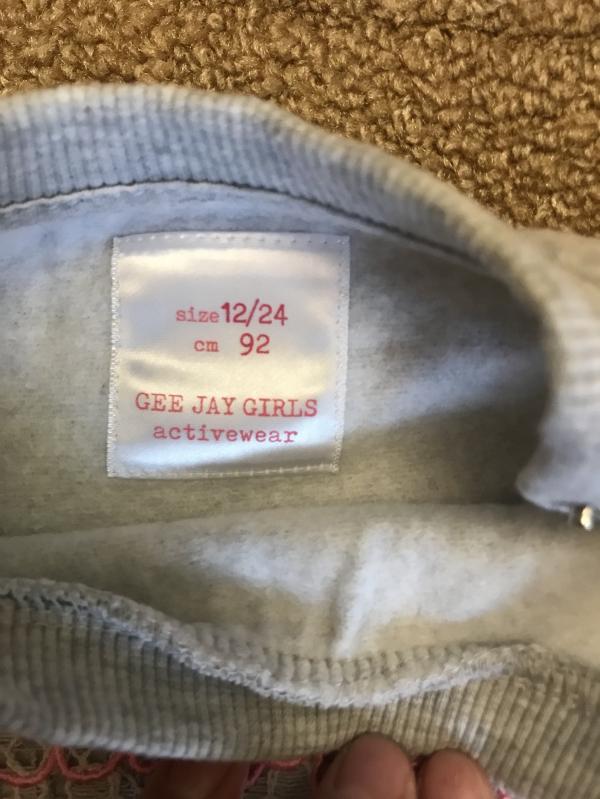 size 12/24
cm 92
GEE JAY GIRLS
activewear